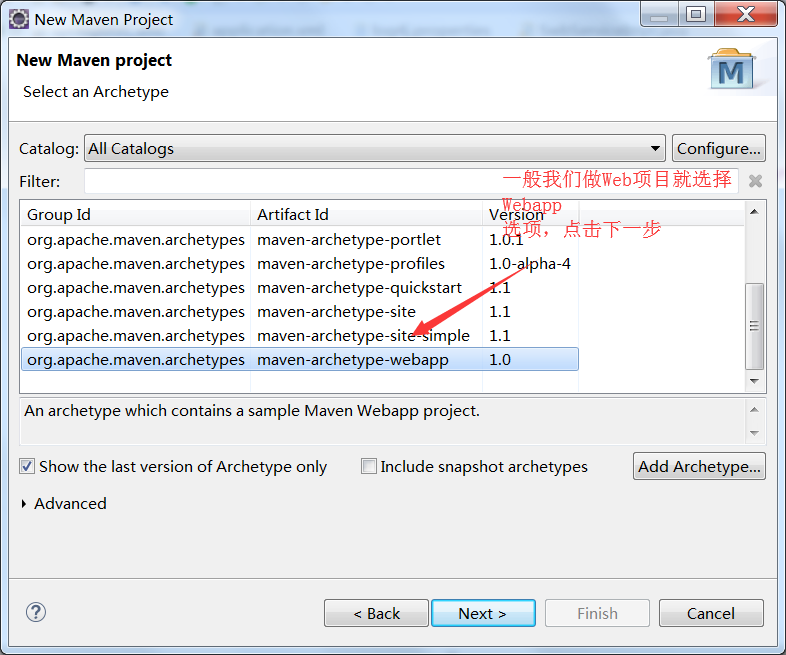 New Maven Project
New Maven project
Select an Archetype
M
Catalog: All Catalogs Configure...
Filter:
一般我们做Web项目就选择
Webapp
选项，点击下一步
Group Id Artifact Id Version
org.apache.maven.archetypes maven-archetype-portlet 1.0.1
org.apache.maven.archetypes maven-archetype-profiles 1.0-alpha-4
org.apache.maven.archetypes maven-archetype-quickstart 1.1
org.apache.maven.archetypes maven-archetype-site 1.1
org.apache.maven.archetypes maven-archetype-site-simple 1.1
org.apache.maven.archetypes maven-archetype-webapp 1.0
An archetype which contains a sample Maven Webapp project.
Show the last version of Archetype only Include snapshot archetypes Add Archetype...
Advanced
? < Back Next > Finish Cancel